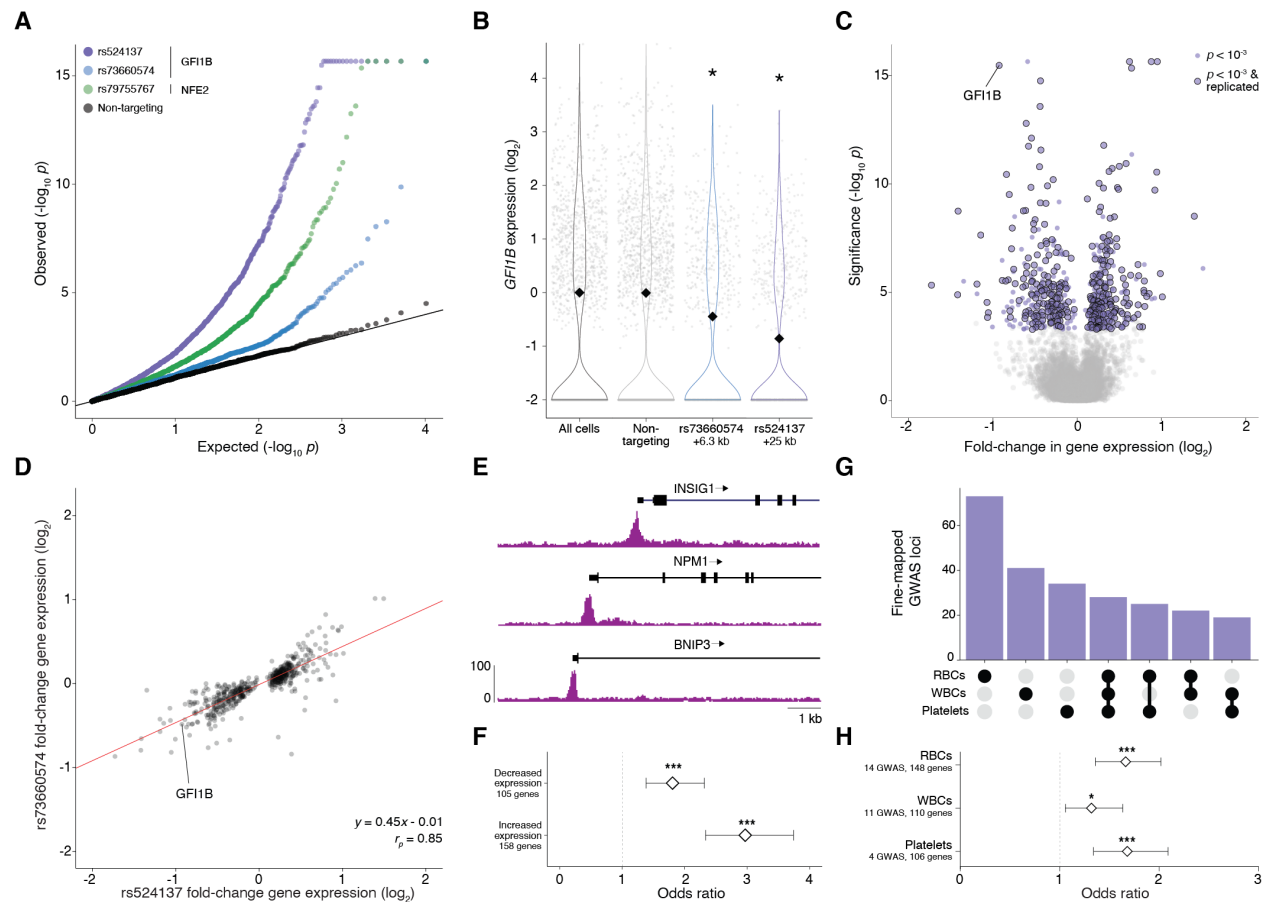 A
rs524137
rs73660574
GFI1B
rs79755767
NFE2
Non-targeting
15
10
5
0
Observed (-log10 p)
0
1
2
3
4
Expected (-log10 p)
B
GFI1B expression (log2)
4
3
2
1
0
-1
-2
*
*
All cells
Non-
targeting
rs73660574
+6.3 kb
rs524137
+25 kb
C
p < 10-3
p < 10-3 &
replicated
GFI1B
15
10
5
0
Significance (-log10 p)
-2
-1
0
1
2
Fold-change in gene expression (log2)
D
rs73660574 fold-change gene expression (log2)
2
1
0
-1
-2
GFI1B
y = 0.45x - 0.01
rp = 0.85
-2
-1
0
1
2
rs524137 fold-change gene expression (log2)
E
INSIG1
NPM1
BNIP3
100
0
1 kb
F
Decreased
expression
105 genes
***
Increased
expression
158 genes
***
0
1
2
3
4
Odds ratio
G
Fine-mapped
GWAS loci
60
40
20
0
RBCs
WBCs
Platelets
H
RBCs
14 GWAS, 148 genes
***
WBCs
11 GWAS, 110 genes
*
Platelets
4 GWAS, 106 genes
***
0
1
2
3
Odds ratio